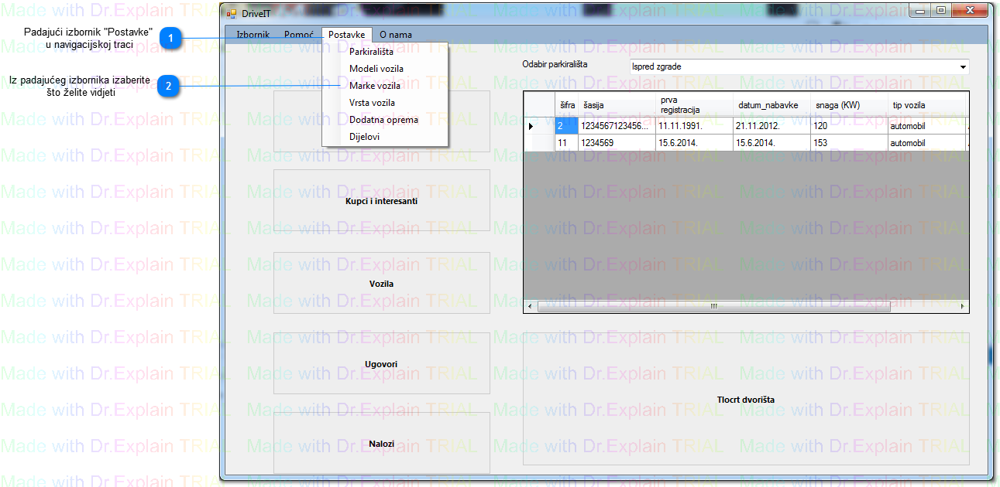 DriveIT
Padajući izbornik "Postavke"
u navigacijskoj traci
1
Izbornik Pomoć Postavke O nama
Parkirališta
Modeli vozila
Marke vozila
Vrsta vozila
Dodatna oprema
Dijelovi
Iz padajućeg izbornika izaberite
što želite vidjeti
2
Odabir parkirališta Ispred zgrade
šifra šasija prva registracija datum_nabavke snaga (KW) tip vozila
2 1234567123456... 11.11.1991. 21.11.2012. 120 automobil
11 1234569 15.6.2014. 15.6.2014. 153 automobil
Kupci i interesanti
Vozila
Ugovori
Nalozi
Tlocrt dvorišta
Made with Dr.Explain TRIAL